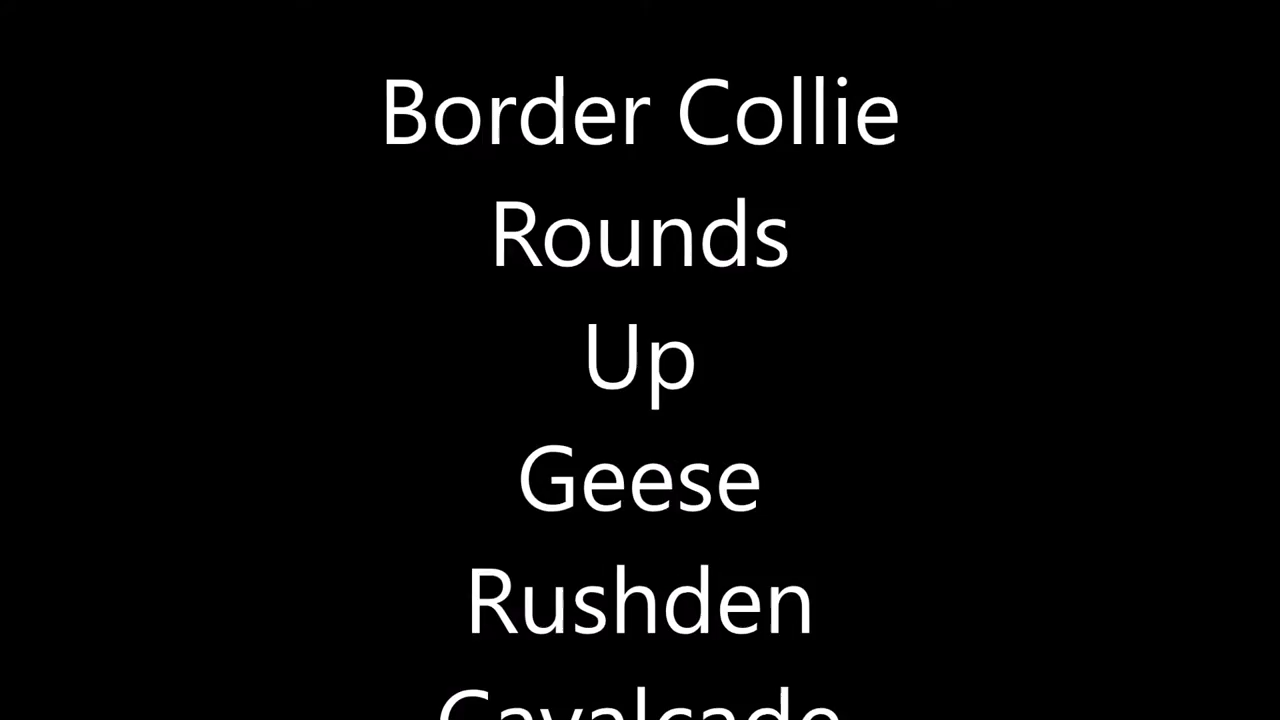 Border Collie
Rounds
Up
Geese
Rushden
Cavalcade